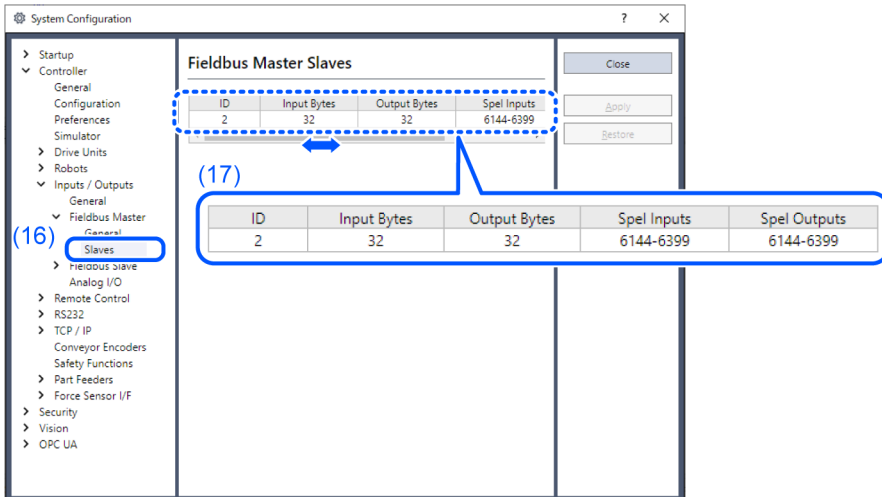 System Configuration
? ×
Startup
Controller
General
Configuration
Preferences
Simulator
Drive Units
Robots
Inputs / Outputs
General
Fieldbus Master
General
Slaves
Fieldbus Slave
Analog I/O
Remote Control
RS232
TCP / IP
Conveyor Encoders
Safety Functions
Part Feeders
Force Sensor I/F
Security
Vision
OPC UA
(16)
Fieldbus Master Slaves
ID Input Bytes Output Bytes Spel Inputs
2 32 32 6144-6399
(17)
ID Input Bytes Output Bytes Spel Inputs Spel Outputs
2 32 32 6144-6399 6144-6399
Close
Apply
Restore